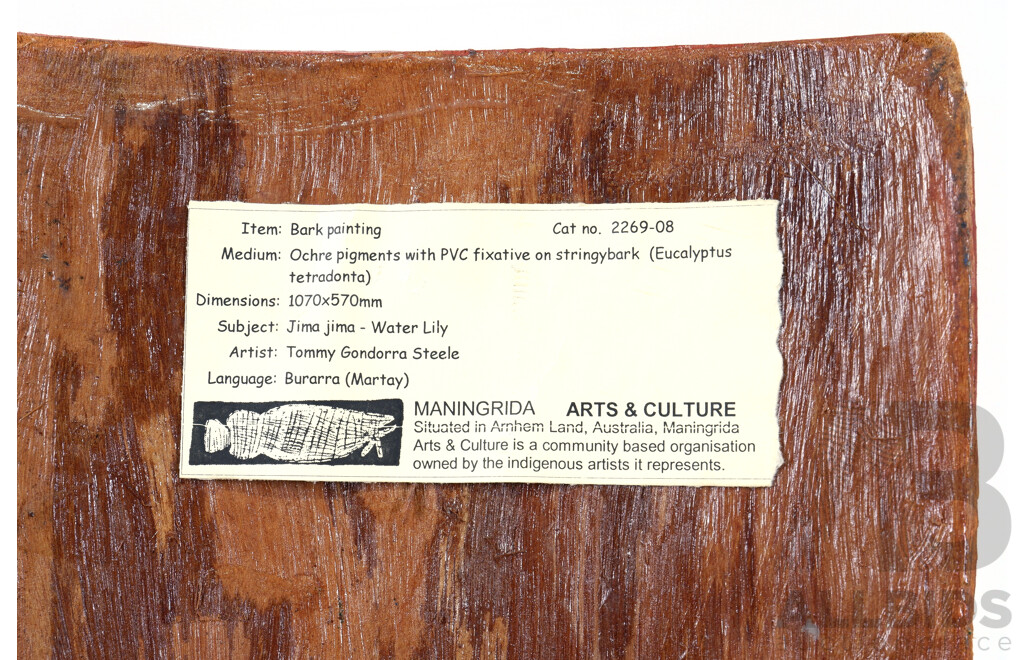 Item: Bark painting Cat no. 2269-08
Medium: Ochre pigments with PVC fixative on stringybark (Eucalyptus
tetradonta)
Dimensions: 1070x570mm
Subject: Jima jima - Water Lily
Artist: Tommy Gondorra Steele
Language: Burarra (Martay)
MANINGRIDA ARTS & CULTURE
Situated in Arnhem Land, Australia, Maningrida
Arts & Culture is a community based organisation
owned by the indigenous artists it represents.
ALLBIDS